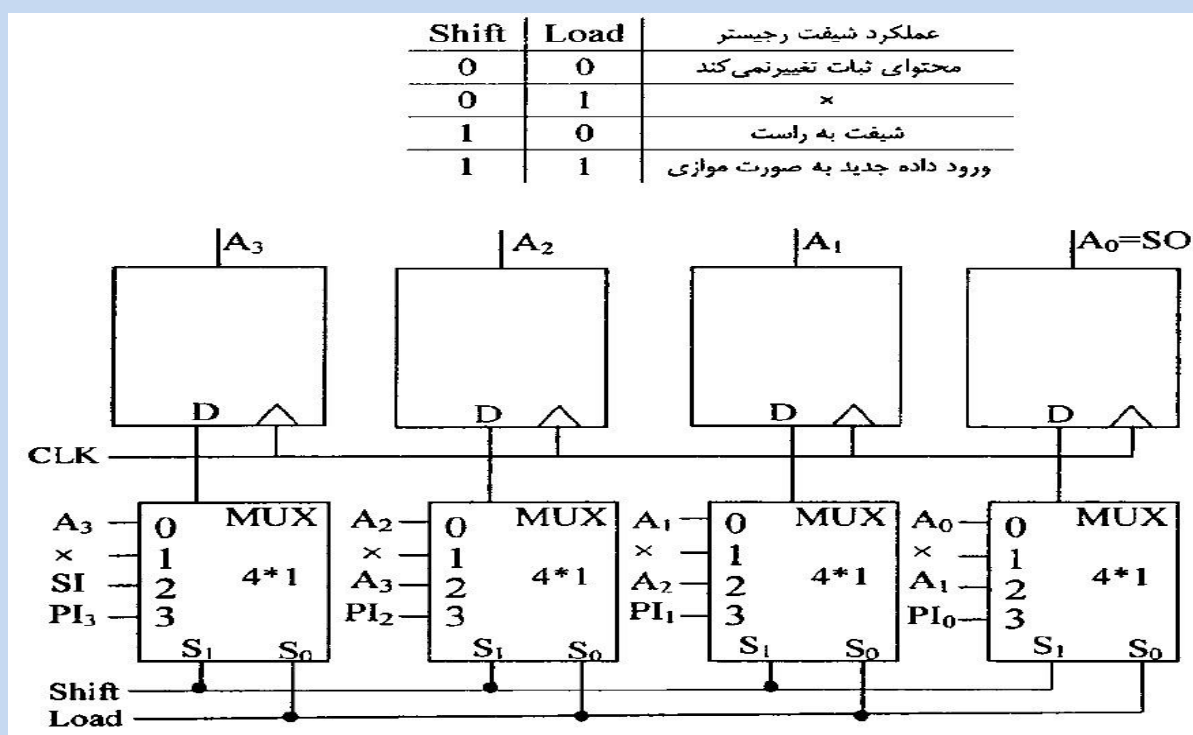 Shift Load عملکرد شیفت رجیستر
0 0 محتوای ثبات تغییرنمی‌کند
0 1 ×
1 0 شیفت به راست
1 1 ورود داده جدید به صورت موازی
A₃ A₂ A₁ A₀=SO
D D D D
CLK
A₃ 0 MUX A₂ 0 MUX A₁ 0 MUX A₀ 0 MUX
× 1 × 1 × 1 × 1
SI 2 4*1 A₃ 2 4*1 A₂ 2 4*1 A₁ 2 4*1
PI₃ 3 PI₂ 3 PI₁ 3 PI₀ 3
S₁ S₀ S₁ S₀ S₁ S₀ S₁ S₀
Shift
Load